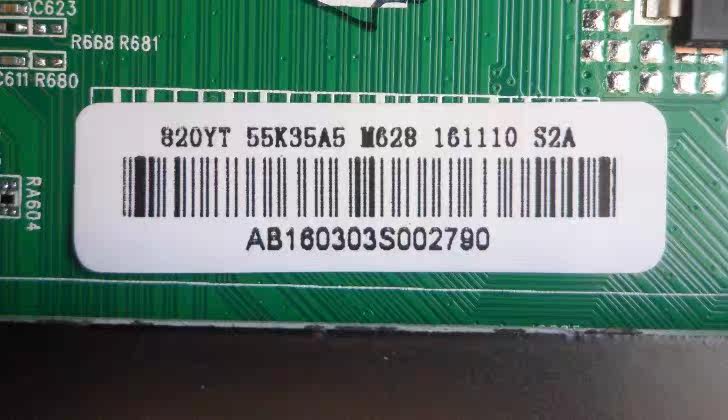 C623
R668 R681
C611 R680
820YT 55K35A5 M628 161110 S2A
RA604
AB160303S002790